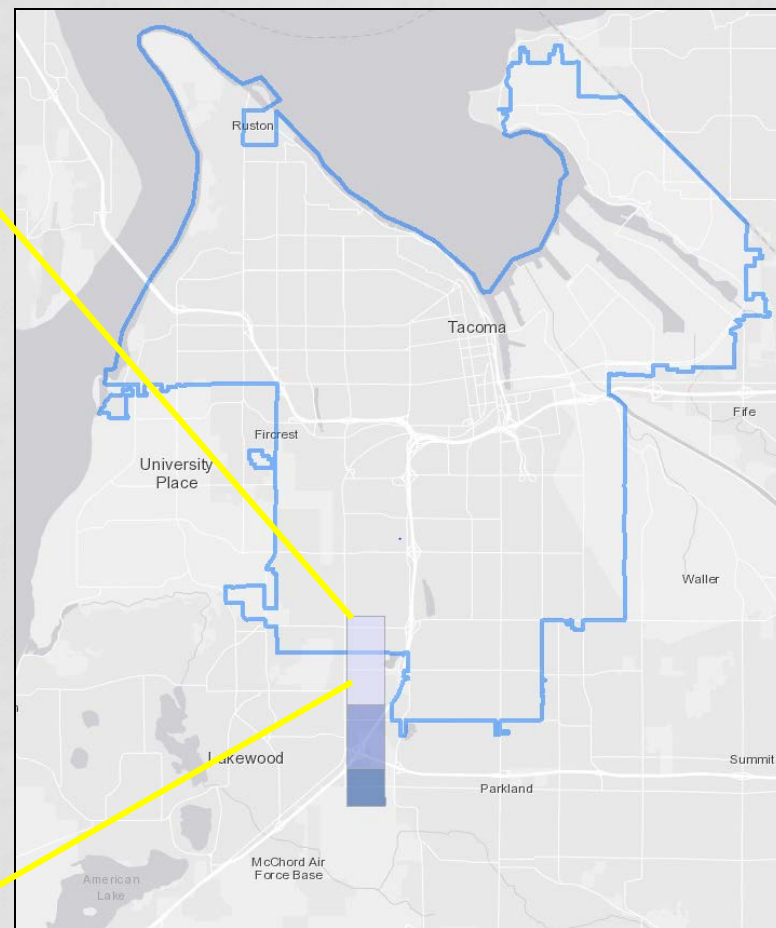 Ruston
Tacoma
Fife
Fircrest
University
Place
Waller
Lakewood
Summit
Parkland
McChord Air
Force Base
American
Lake